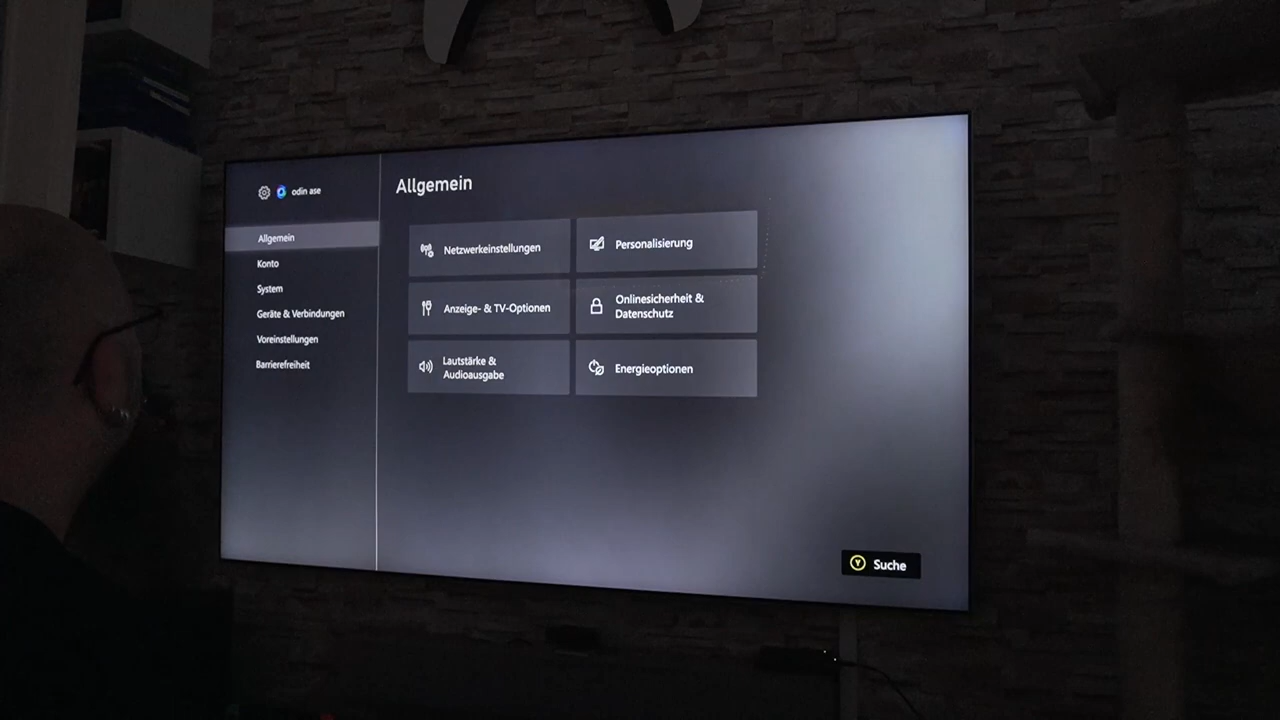 odin ase
Allgemein
Konto
System
Geräte & Verbindungen
Voreinstellungen
Barrierefreiheit
Allgemein
Netzwerkeinstellungen
Personalisierung
Anzeige- & TV-Optionen
Onlinesicherheit &
Datenschutz
Lautstärke &
Audioausgabe
Energieoptionen
Y Suche